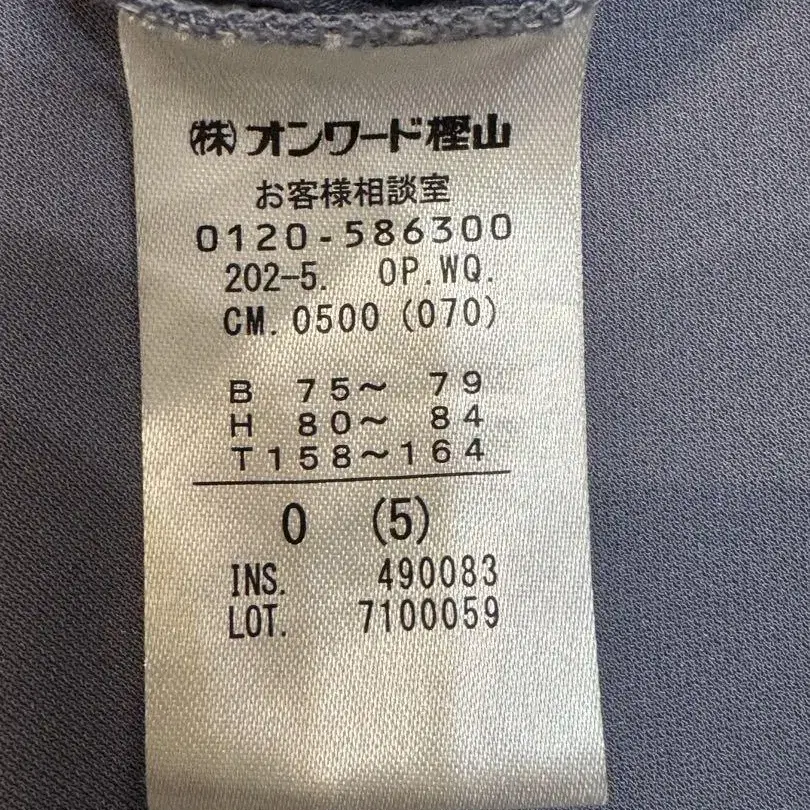 ㈱オンワード樫山
お客様相談室
0120-586300
202-5. OP.WQ.
CM.0500(070)
B 75～ 79
H 80～ 84
T158～164
0 (5)
INS. 490083
LOT. 7100059